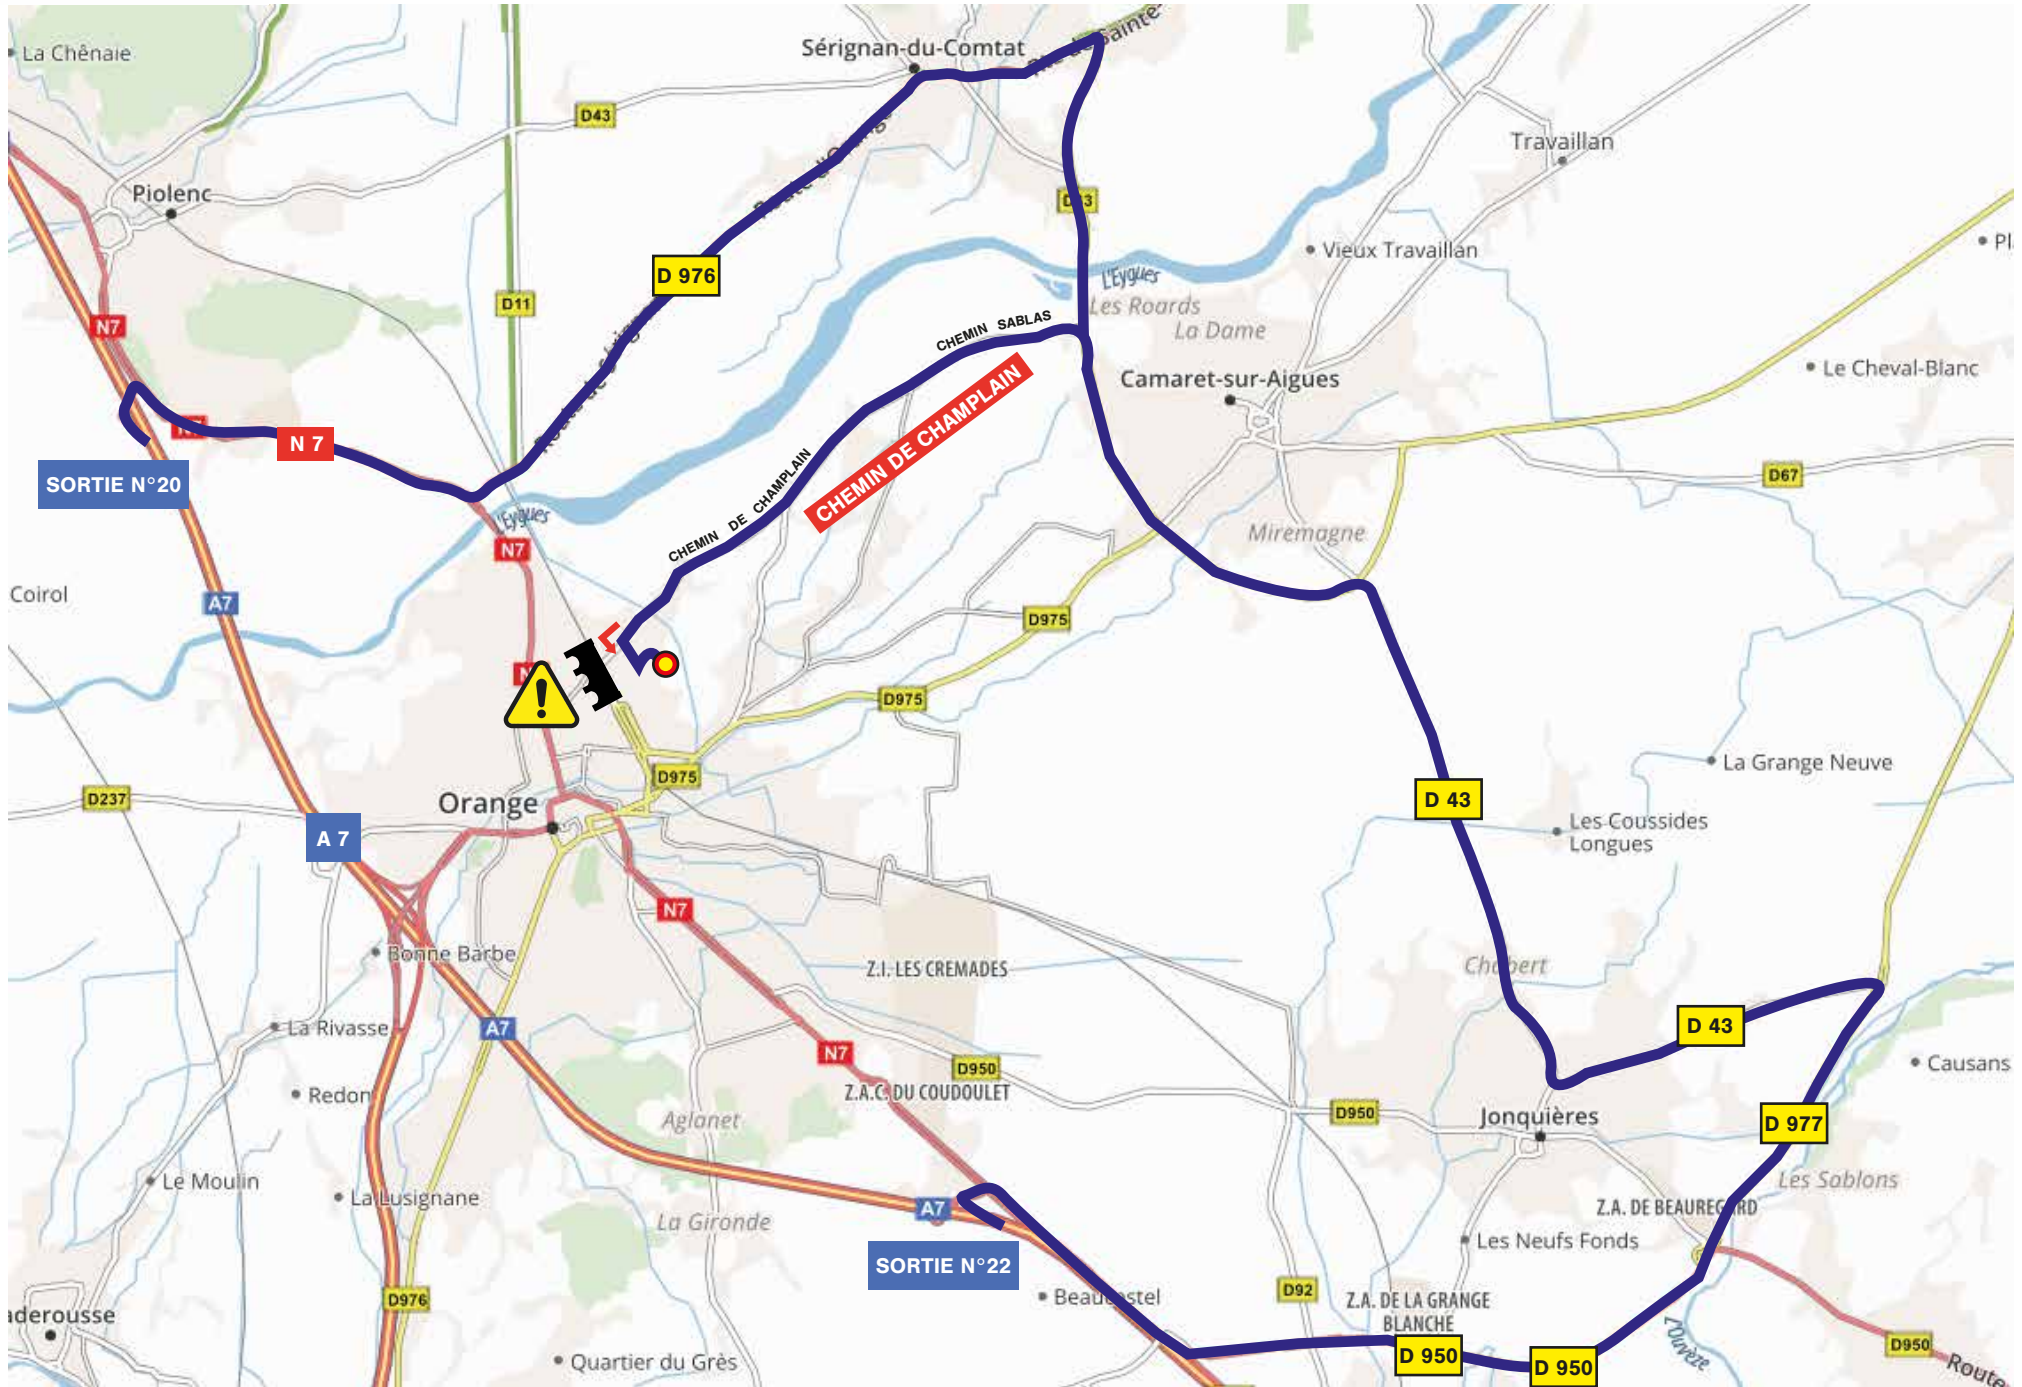 La Chênaie
Sérignan-du-Comtat
D43
Travaillan
Piolenc
D 976
D11
Vieux Travaillan
L'Eygues
Les Roards
La Dame
N7
CHEMIN SABLAS
Camaret-sur-Aigues
Le Cheval-Blanc
N 7
CHEMIN DE CHAMPLAIN
SORTIE N°20
CHEMIN DE CHAMPLAIN
D67
L'Eygues
N7
Miremagne
Coirol
A7
D975
D975
D975
La Grange Neuve
D237
Orange
D 43
A 7
Les Coussides
Longues
N7
Bonne Barbe
Z.I. LES CREMADES
La Rivasse
A7
D 43
N7
D950
Causans
Redon
Z.A.C. DU COUDOULET
Aglanet
D950
Jonquières
D 977
Le Moulin
La Lusignane
Les Sablons
A7
La Gironde
Z.A. DE BEAUREGARD
Les Neufs Fonds
SORTIE N°22
D976
Beaucastel
D92
Z.A. DE LA GRANGE
BLANCHE
aderousse
D 950
D 950
L'Ouvèze
D950
Route
Quartier du Grès